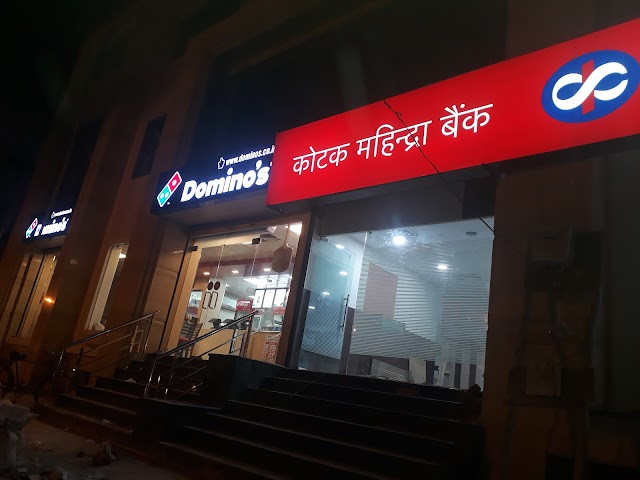 www.dominos.co.i
Domino's
कोटक महिन्द्रा बैंक